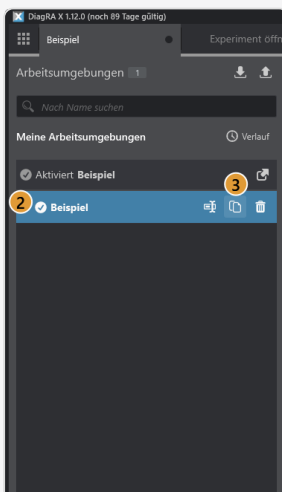 DiagRA X 1.12.0 (noch 89 Tage gültig)
Beispiel Experiment öffn
Arbeitsumgebungen 1
Nach Name suchen
Meine Arbeitsumgebungen Verlauf
Aktiviert Beispiel
3
2 Beispiel